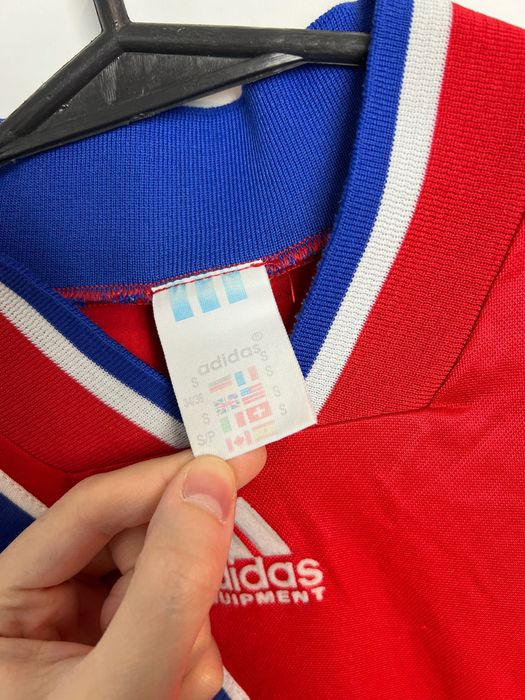 adidas®
S S
34/36 S
S S
S/P
adidas
EQUIPMENT